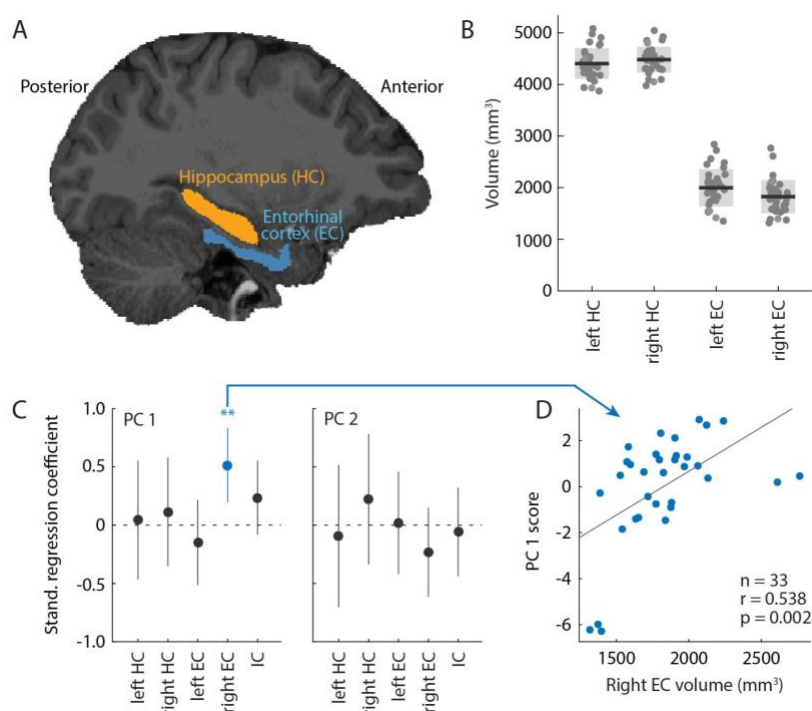 A
Posterior
Anterior
Hippocampus (HC)
Entorhinal
cortex (EC)
B
Volume (mm³)
5000
4000
3000
2000
1000
0
left HC
right HC
left EC
right EC
C
Stand. regression coefficient
1.0
0.5
0
-0.5
-1.0
PC 1
**
left HC
right HC
left EC
right EC
IC
PC 2
left HC
right HC
left EC
right EC
IC
D
PC 1 score
2
0
-2
-4
-6
n = 33
r = 0.538
p = 0.002
1500
2000
2500
Right EC volume (mm³)